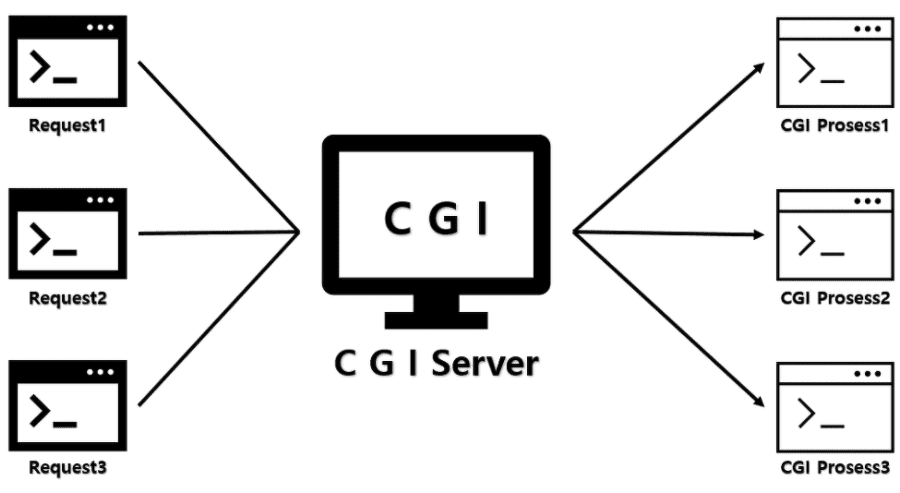 Request1
Request2
Request3
C G I
C G I Server
CGI Prosess1
CGI Prosess2
CGI Prosess3